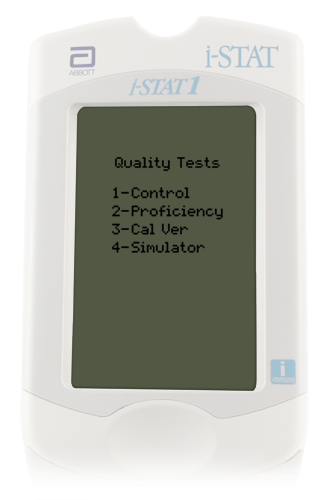 ABBOTT
i-STAT
i-STAT 1
Quality Tests
1-Control
2-Proficiency
3-Cal Ver
4-Simulator
i